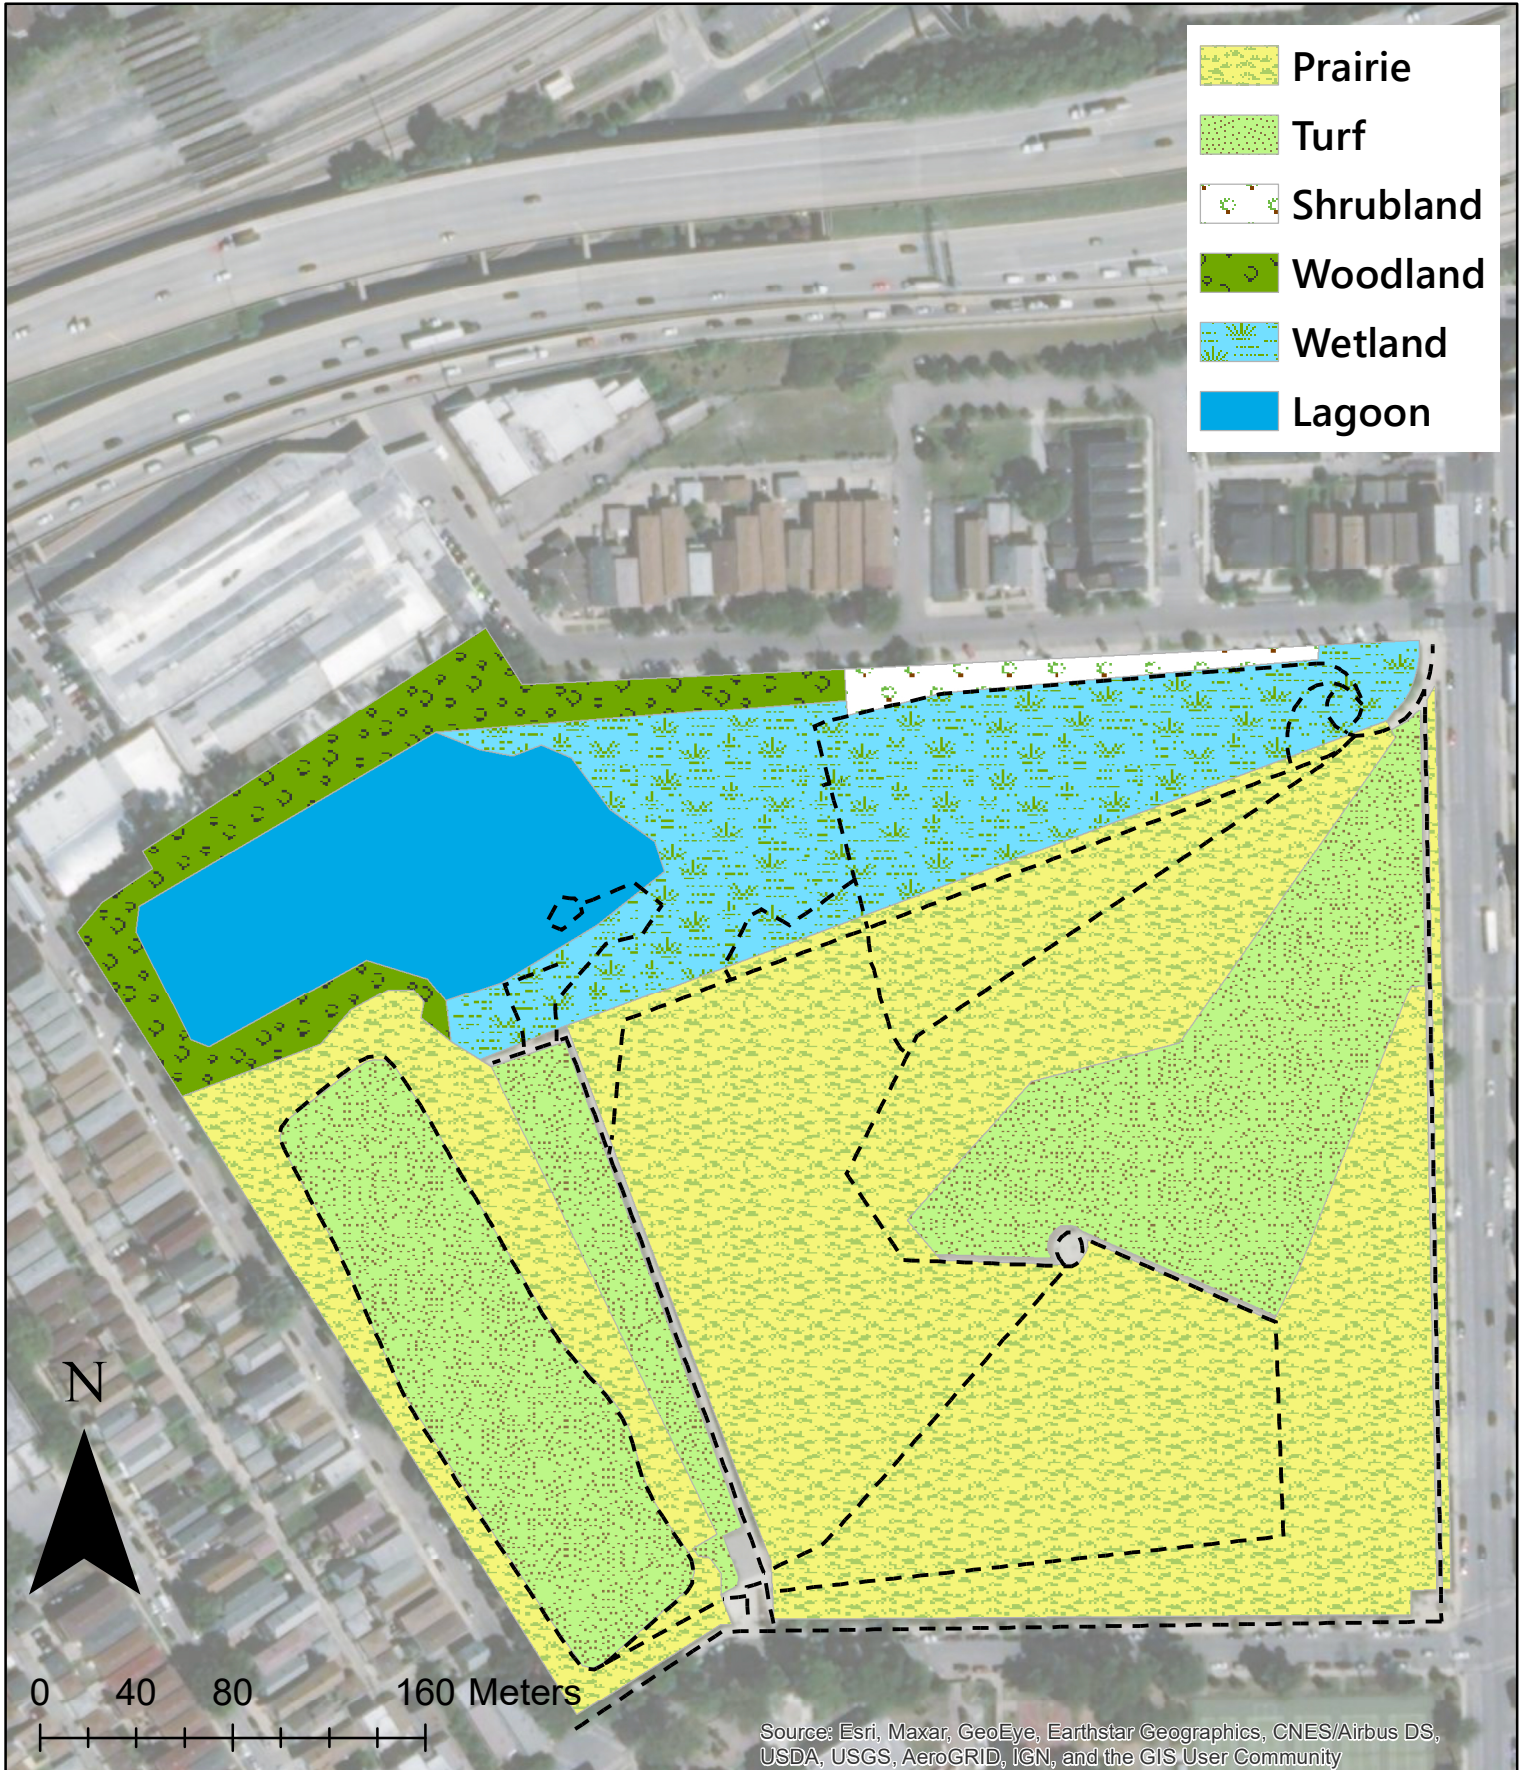 Prairie
Turf
Shrubland
Woodland
Wetland
Lagoon
N
0 40 80 160 Meters
Source: Esri, Maxar, GeoEye, Earthstar Geographics, CNES/Airbus DS,
USDA, USGS, AeroGRID, IGN, and the GIS User Community